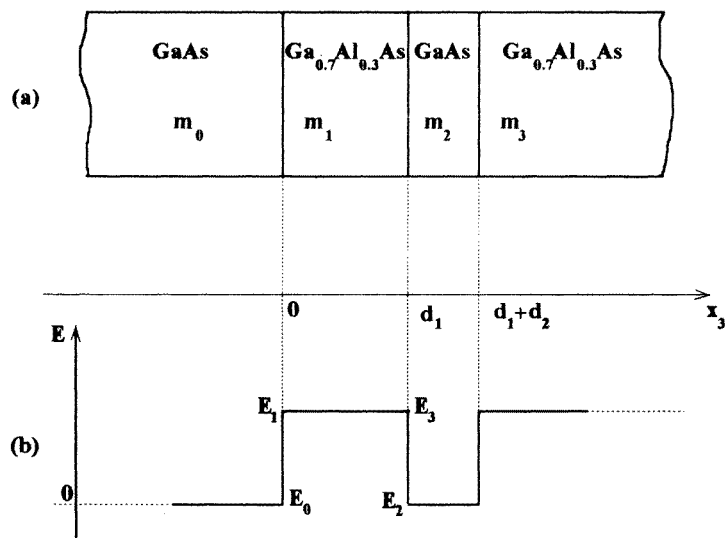 GaAs Ga₀.₇Al₀.₃As GaAs Ga₀.₇Al₀.₃As
(a)
m₀ m₁ m₂ m₃
0 d₁ d₁+d₂ x₃
E
E₁ E₃
(b)
0 E₀ E₂